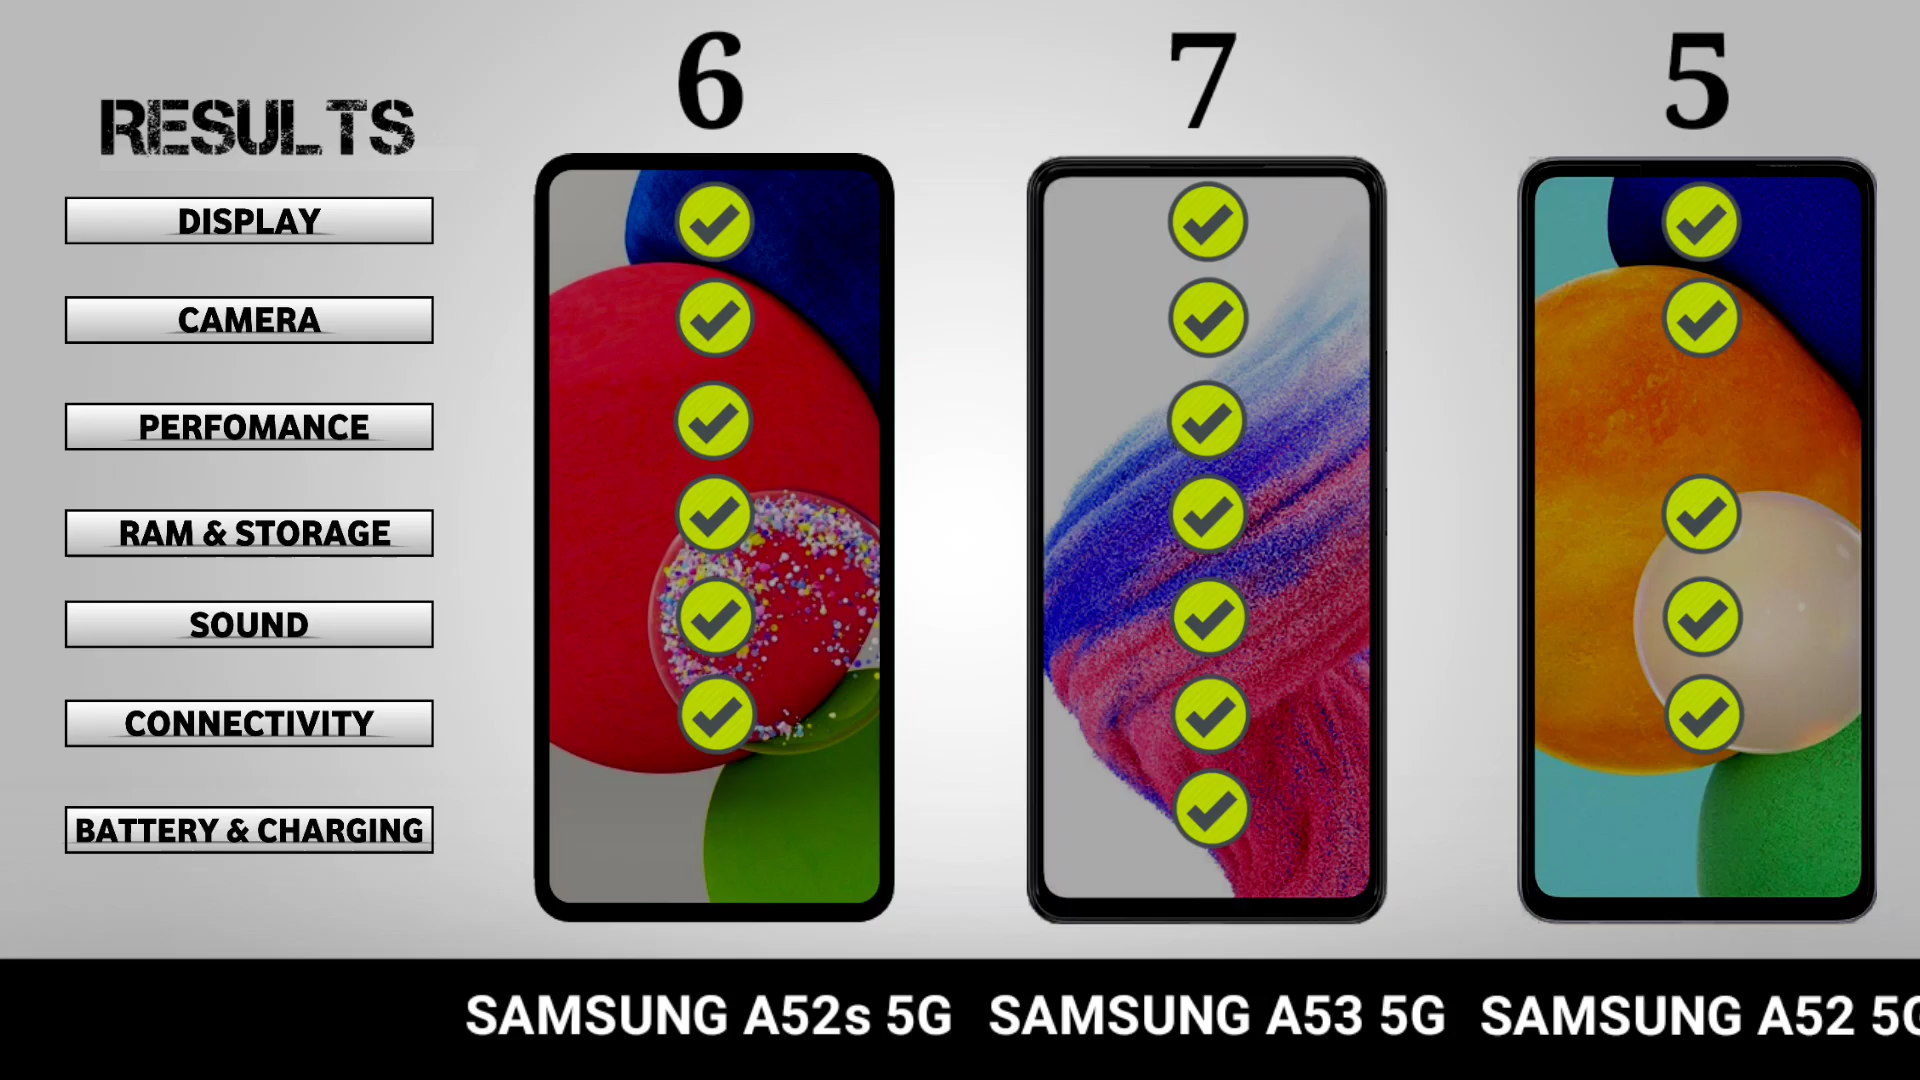 6 7 5
RESULTS
DISPLAY
CAMERA
PERFOMANCE
RAM & STORAGE
SOUND
CONNECTIVITY
BATTERY & CHARGING
SAMSUNG A52s 5G SAMSUNG A53 5G SAMSUNG A52 5G